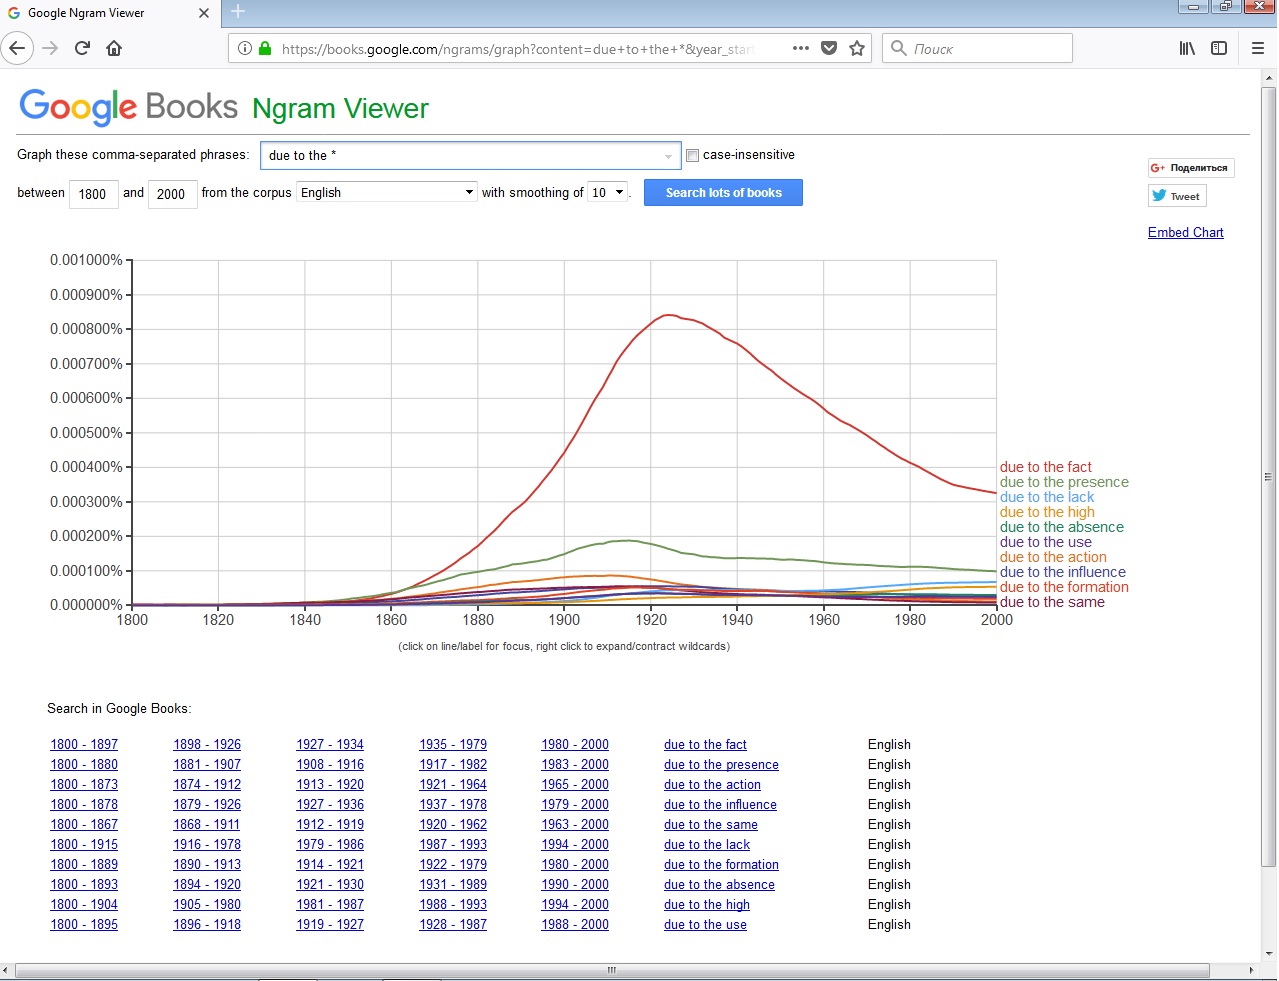 Google Ngram Viewer
https://books.google.com/ngrams/graph?content=due+to+the+*&year_start
Поиск
Google Books Ngram Viewer
Graph these comma-separated phrases: due to the * case-insensitive
between 1800 and 2000 from the corpus English with smoothing of 10 . Search lots of books
G+ Поделиться
Tweet
Embed Chart
0.001000%
0.000900%
0.000800%
0.000700%
0.000600%
0.000500%
0.000400%
0.000300%
0.000200%
0.000100%
0.000000%
1800 1820 1840 1860 1880 1900 1920 1940 1960 1980 2000
due to the fact
due to the presence
due to the lack
due to the high
due to the absence
due to the use
due to the action
due to the influence
due to the formation
due to the same
(click on line/label for focus, right click to expand/contract wildcards)
Search in Google Books:
1800 - 1897 1898 - 1926 1927 - 1934 1935 - 1979 1980 - 2000 due to the fact English
1800 - 1880 1881 - 1907 1908 - 1916 1917 - 1982 1983 - 2000 due to the presence English
1800 - 1873 1874 - 1912 1913 - 1920 1921 - 1964 1965 - 2000 due to the action English
1800 - 1878 1879 - 1926 1927 - 1936 1937 - 1978 1979 - 2000 due to the influence English
1800 - 1867 1868 - 1911 1912 - 1919 1920 - 1962 1963 - 2000 due to the same English
1800 - 1915 1916 - 1978 1979 - 1986 1987 - 1993 1994 - 2000 due to the lack English
1800 - 1889 1890 - 1913 1914 - 1921 1922 - 1979 1980 - 2000 due to the formation English
1800 - 1893 1894 - 1920 1921 - 1930 1931 - 1989 1990 - 2000 due to the absence English
1800 - 1904 1905 - 1980 1981 - 1987 1988 - 1993 1994 - 2000 due to the high English
1800 - 1895 1896 - 1918 1919 - 1927 1928 - 1987 1988 - 2000 due to the use English